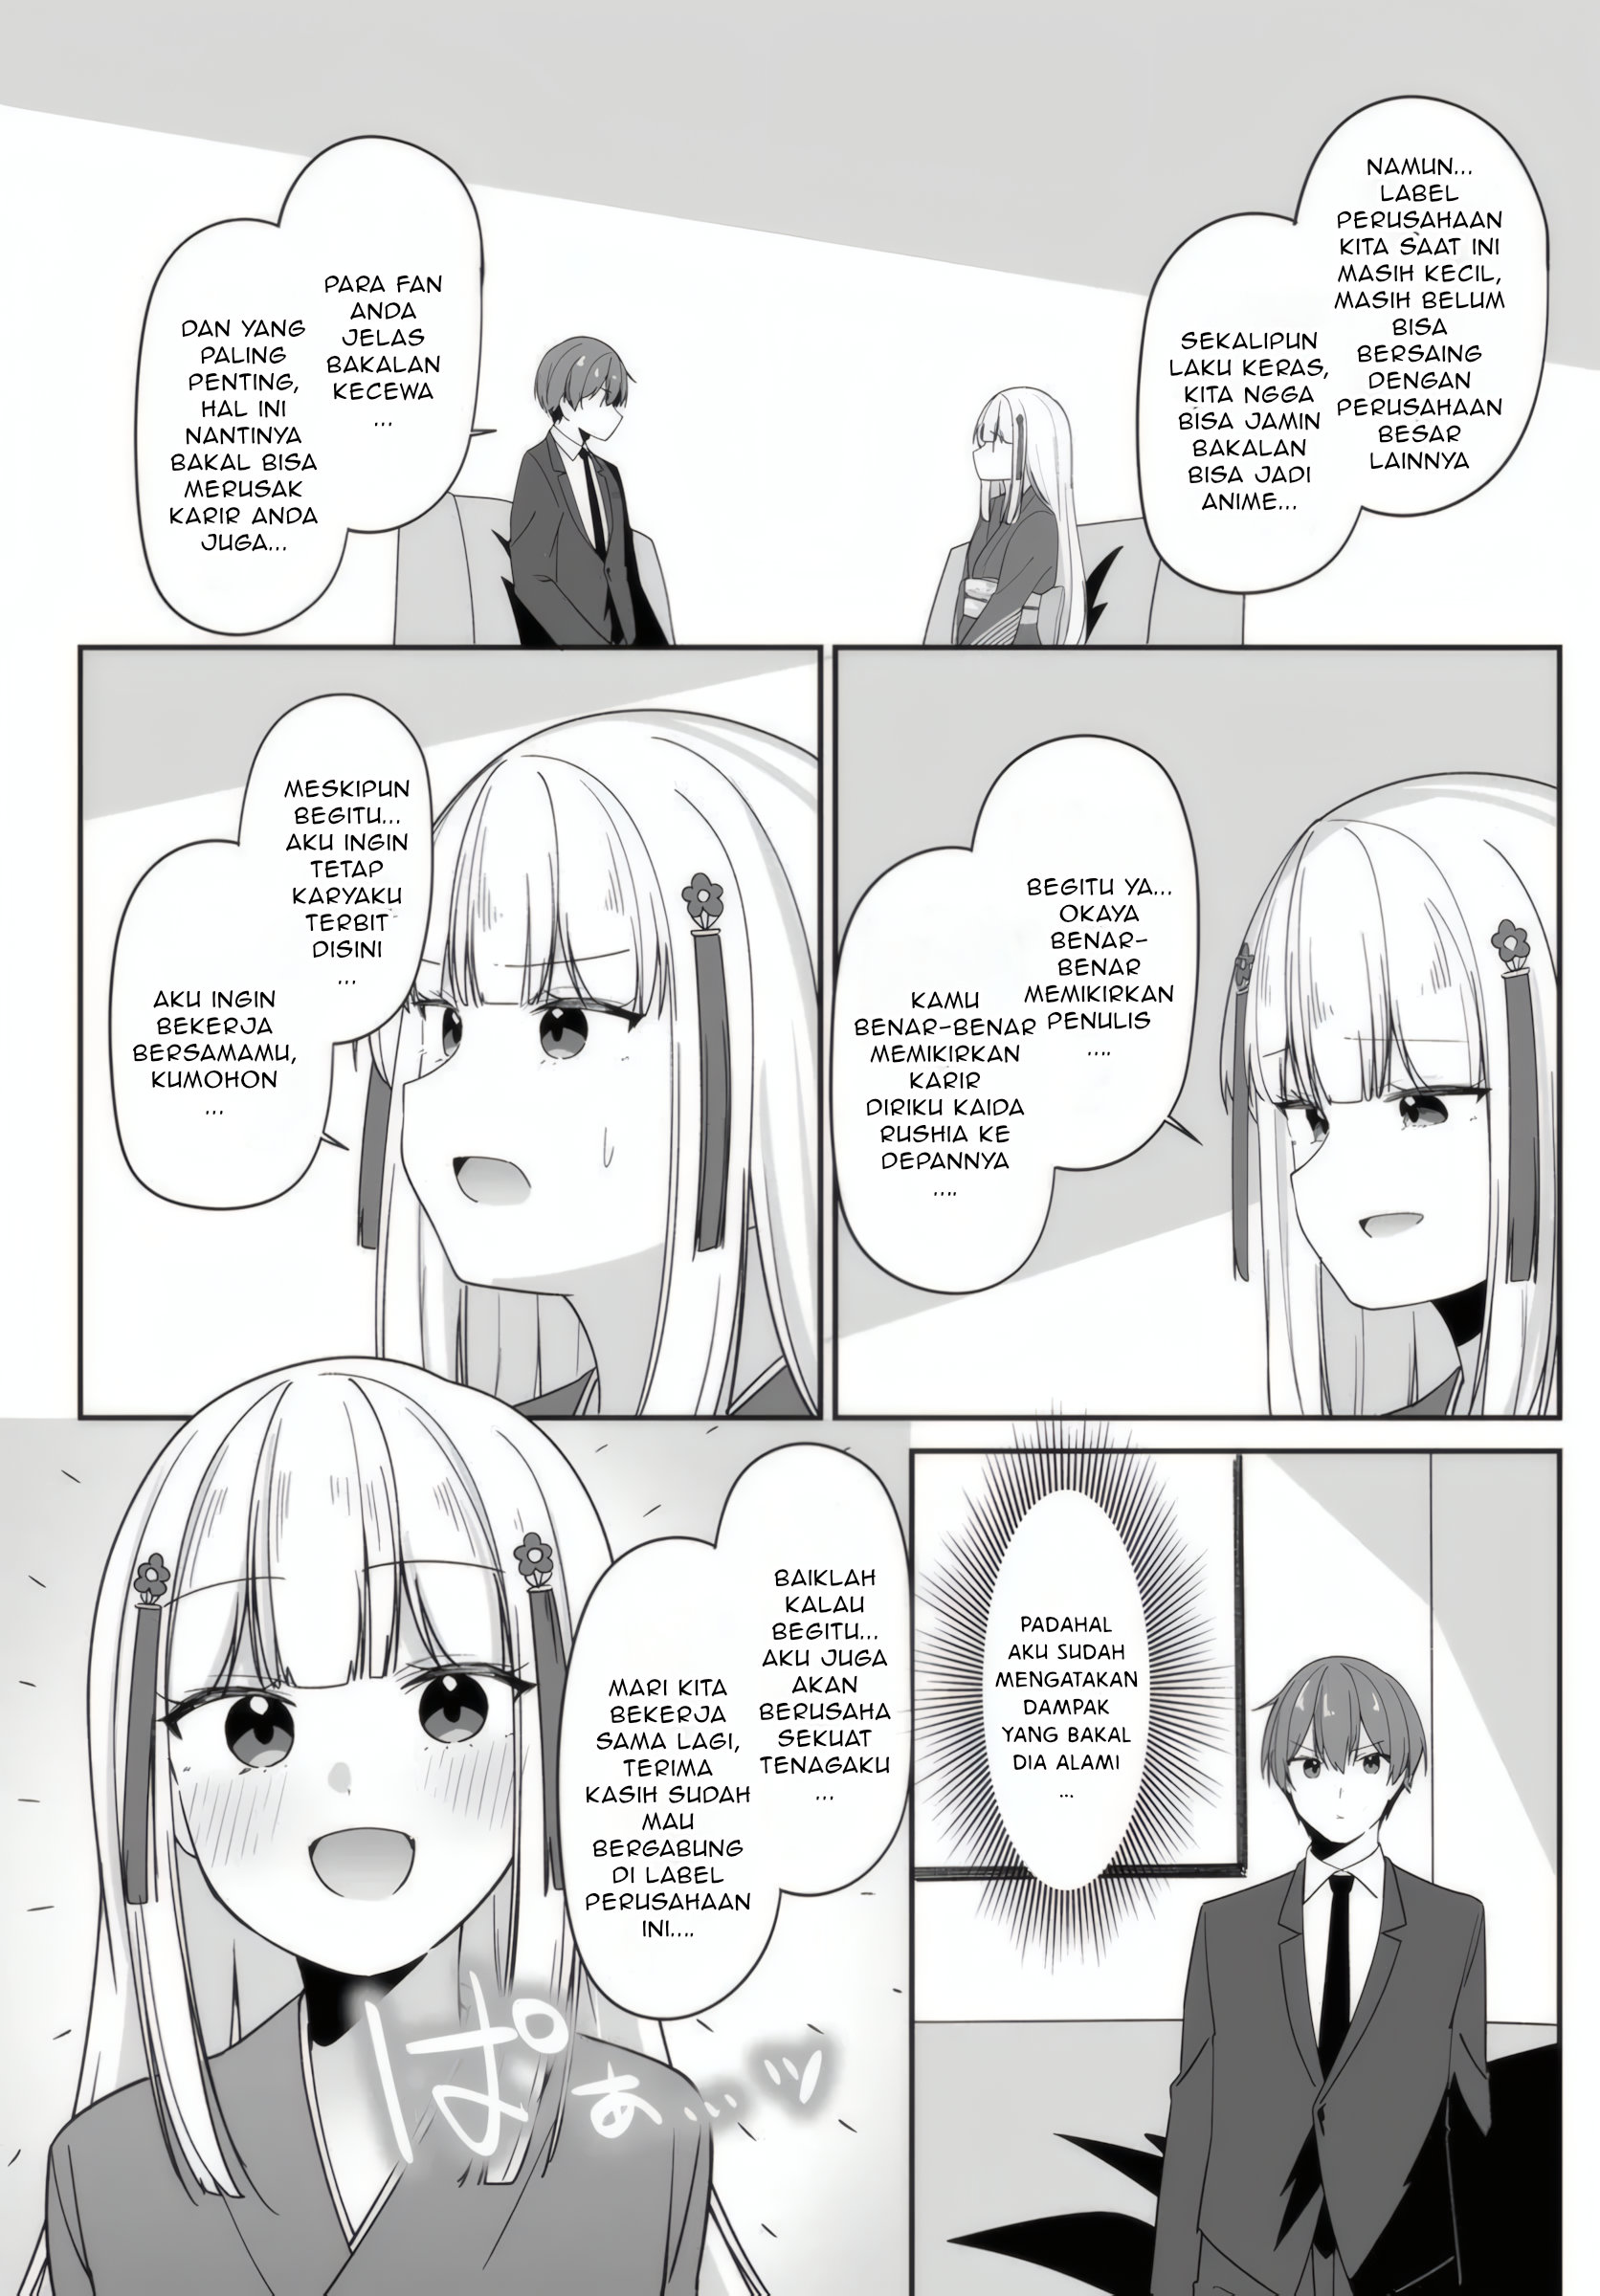 NAMUN...
LABEL
PERUSAHAAN
KITA SAAT INI
MASIH KECIL,
MASIH BELUM
BISA
BERSAING
DENGAN
PERUSAHAAN
BESAR
LAINNYA
SEKALIPUN
LAKU KERAS,
KITA NGGA
BISA JAMIN
BAKALAN
BISA JADI
ANIME...
PARA FAN
ANDA
JELAS
BAKALAN
KECEWA
...
DAN YANG
PALING
PENTING,
HAL INI
NANTINYA
BAKAL BISA
MERUSAK
KARIR ANDA
JUGA...
BEGITU YA...
OKAYA
BENAR-
BENAR
MEMIKIRKAN
PENULIS
....
KAMU
BENAR-BENAR
MEMIKIRKAN
KARIR
DIRIKU KAIDA
RUSHIA KE
DEPANNYA
....
MESKIPUN
BEGITU...
AKU INGIN
TETAP
KARYAKU
TERBIT
DISINI
...
AKU INGIN
BEKERJA
BERSAMAMU,
KUMOHON
...
PADAHAL
AKU SUDAH
MENGATAKAN
DAMPAK
YANG BAKAL
DIA ALAMI
...
BAIKLAH
KALAU
BEGITU...
AKU JUGA
AKAN
BERUSAHA
SEKUAT
TENAGAKU
...
MARI KITA
BEKERJA
SAMA LAGI,
TERIMA
KASIH SUDAH
MAU
BERGABUNG
DI LABEL
PERUSAHAAN
INI....
ぱぁ...ッ